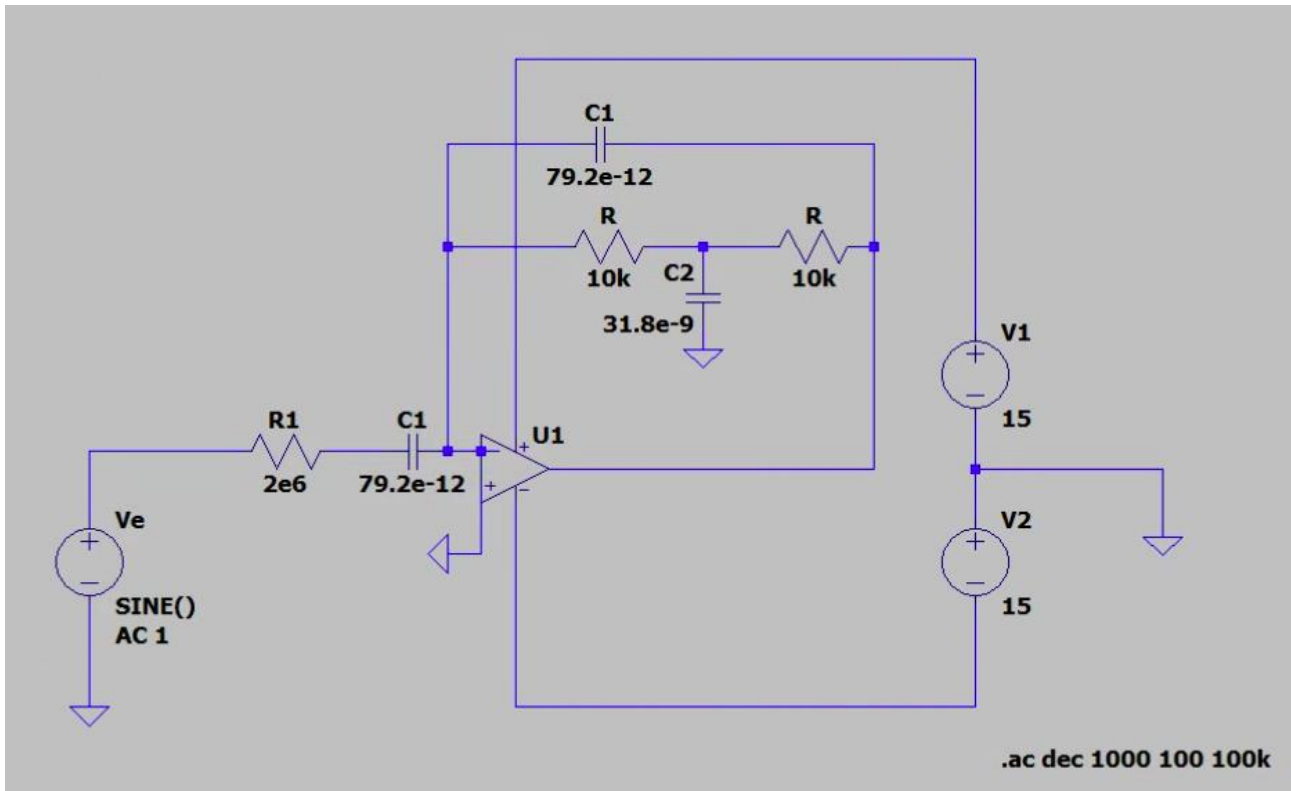 C1
79.2e-12
R
10k
C2
31.8e-9
R
10k
V1
15
R1
2e6
C1
79.2e-12
U1
Ve
SINE()
AC 1
V2
15
.ac dec 1000 100 100k